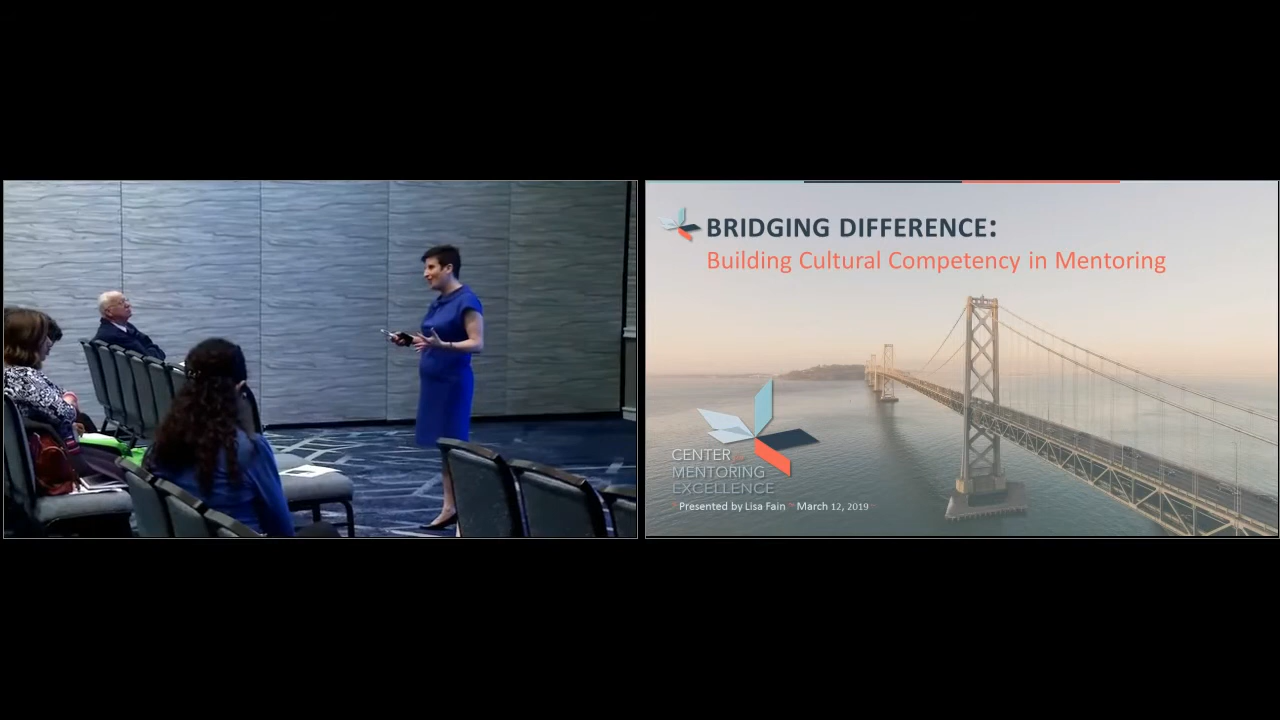 BRIDGING DIFFERENCE:
Building Cultural Competency in Mentoring
CENTER
MENTORING
EXCELLENCE
Presented by Lisa Fain ~ March 12, 2019